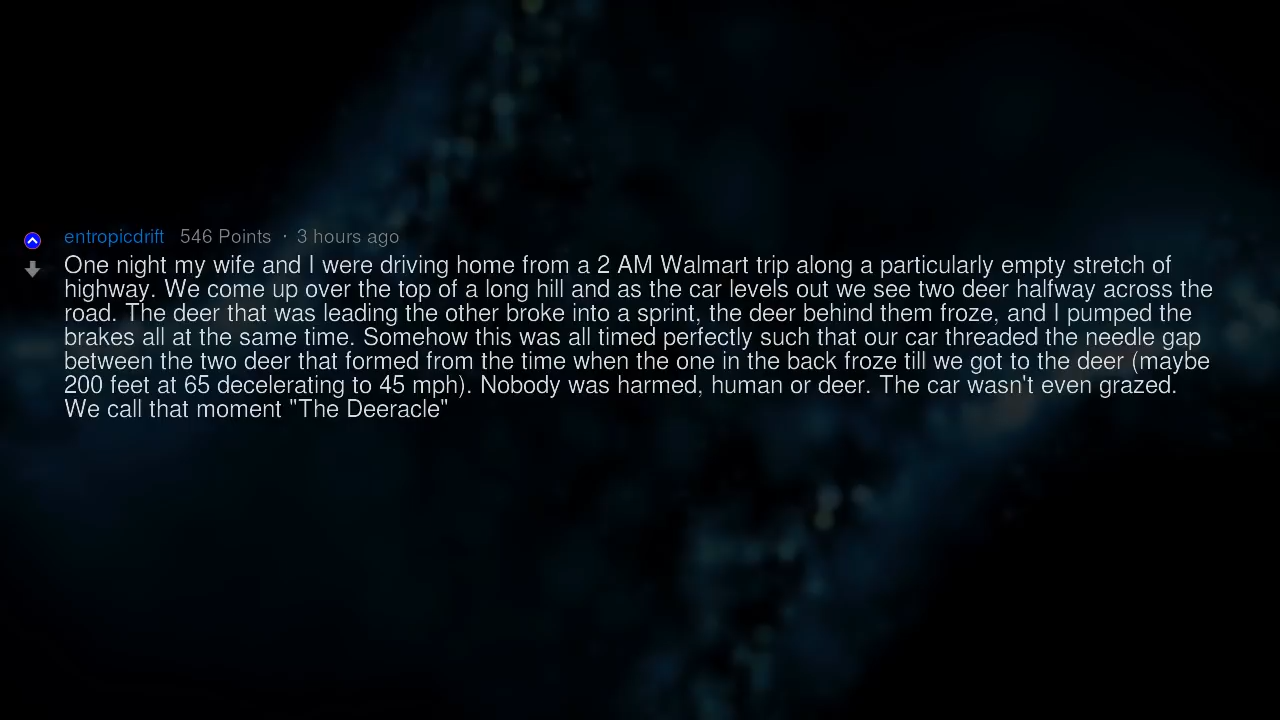 entropicdrift 546 Points · 3 hours ago
One night my wife and I were driving home from a 2 AM Walmart trip along a particularly empty stretch of
highway. We come up over the top of a long hill and as the car levels out we see two deer halfway across the
road. The deer that was leading the other broke into a sprint, the deer behind them froze, and I pumped the
brakes all at the same time. Somehow this was all timed perfectly such that our car threaded the needle gap
between the two deer that formed from the time when the one in the back froze till we got to the deer (maybe
200 feet at 65 decelerating to 45 mph). Nobody was harmed, human or deer. The car wasn't even grazed.
We call that moment "The Deeracle"